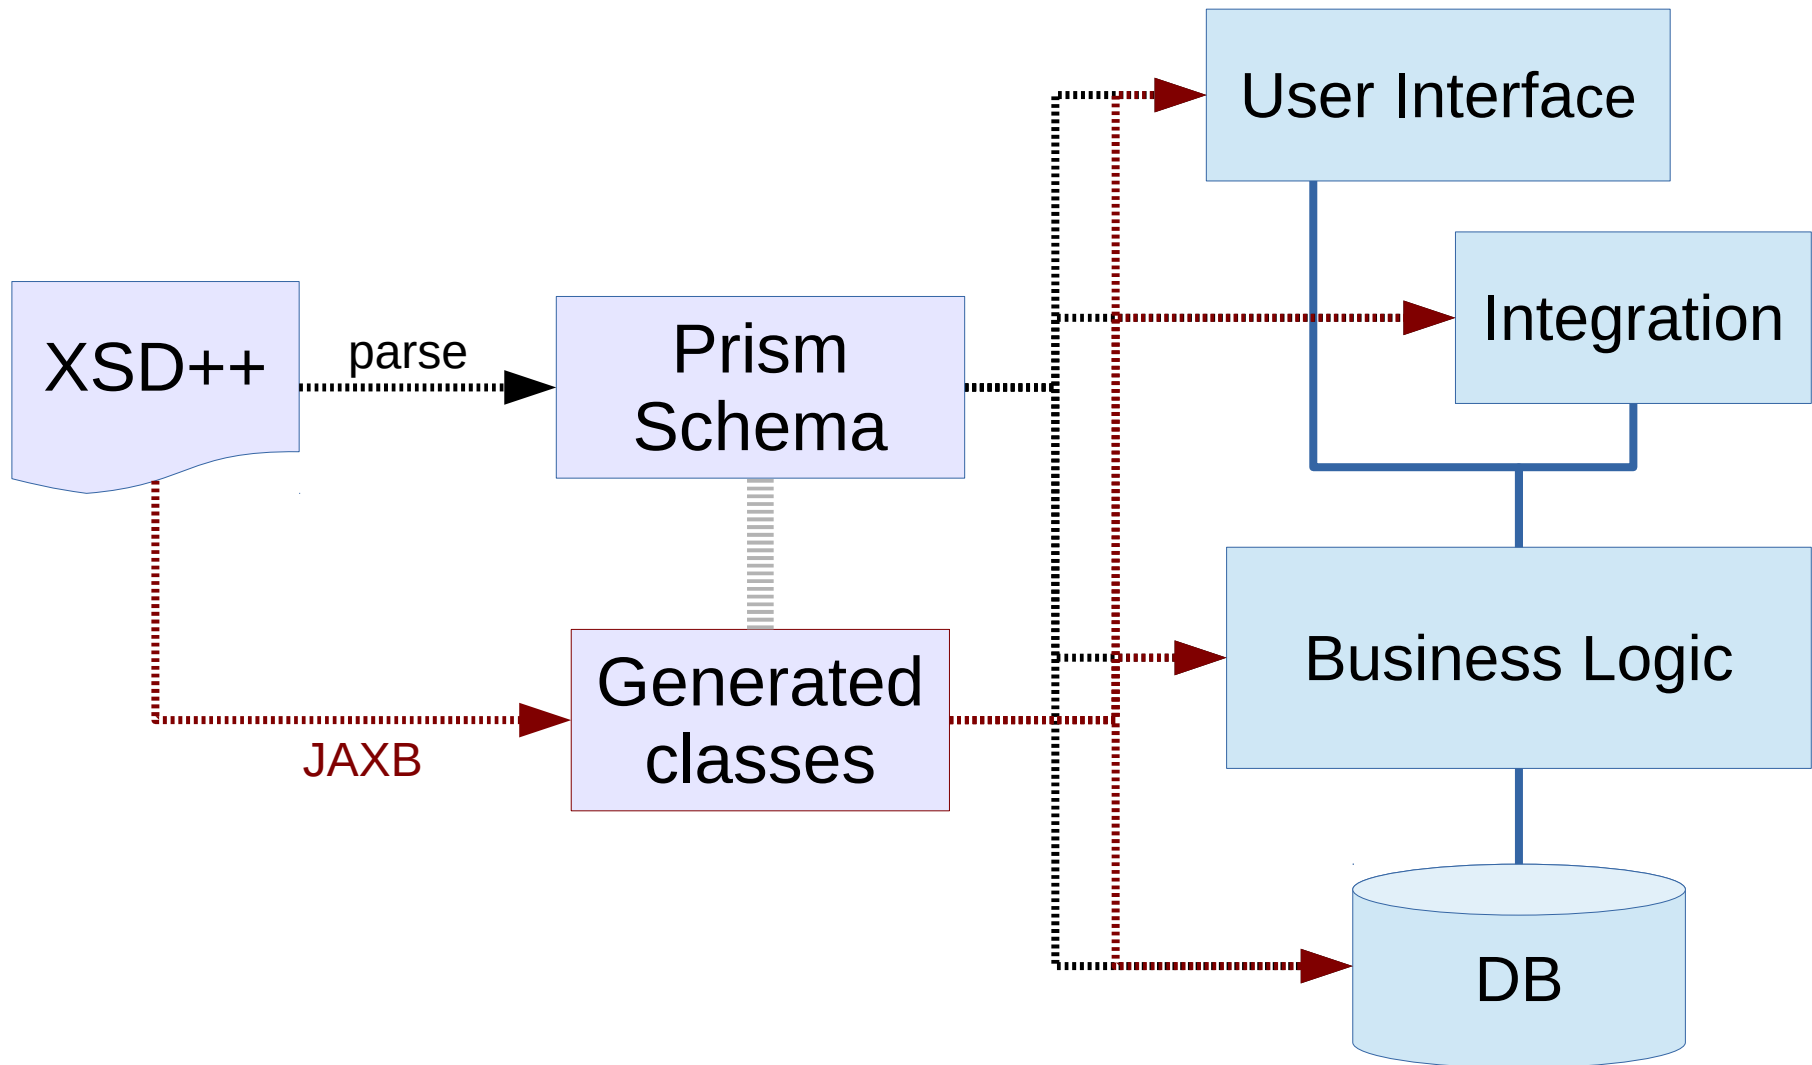 User Interface
Integration
XSD++
parse
Prism
Schema
Generated
classes
JAXB
Business Logic
DB